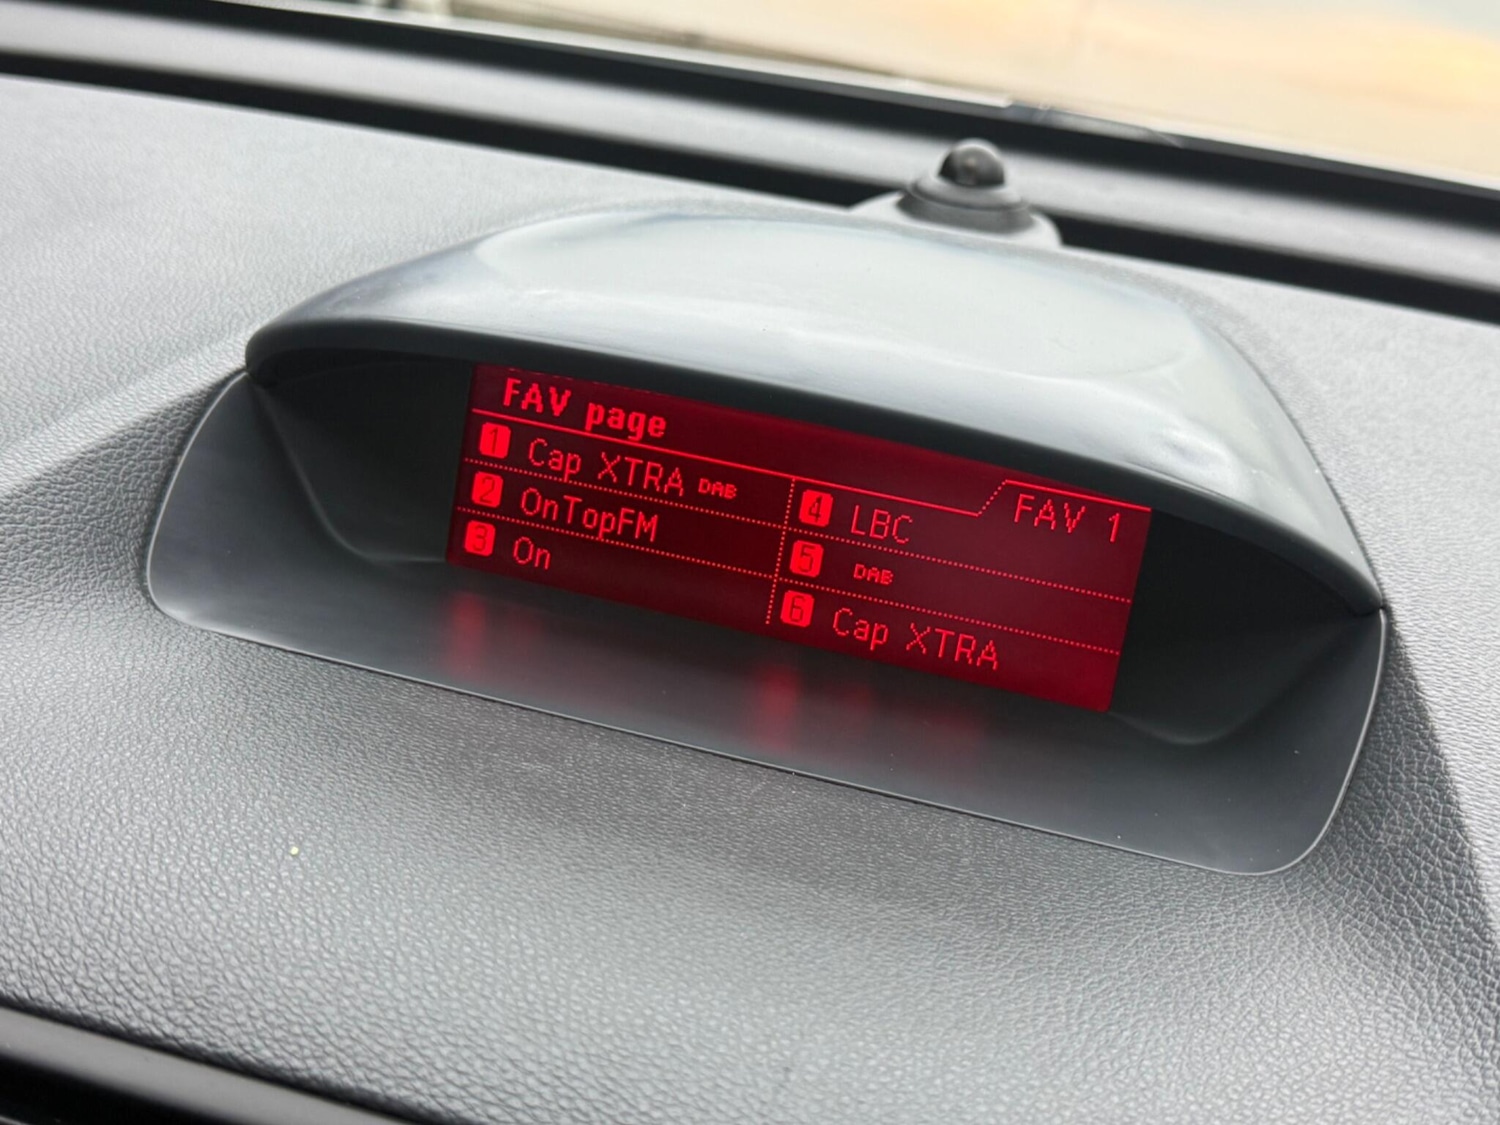 FAV page
1 Cap XTRA DAB
2 OnTopFM
3 On
FAV 1
4 LBC
5 DAB
6 Cap XTRA